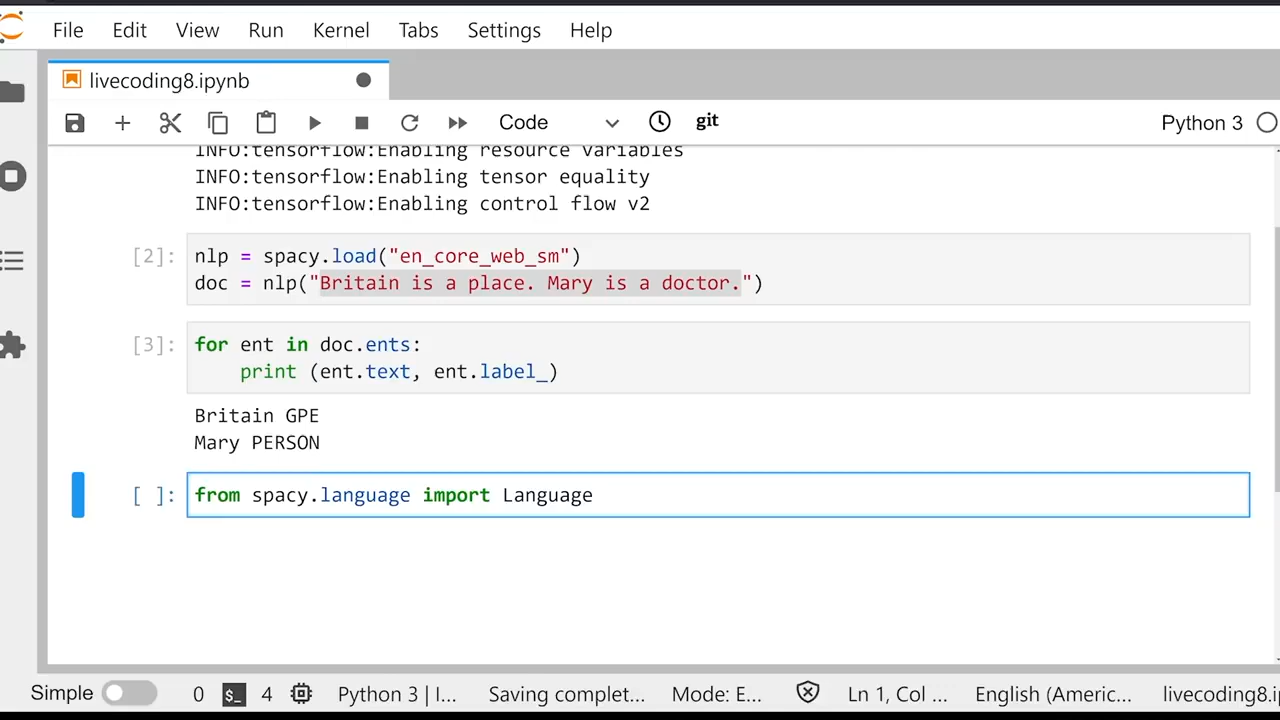 File Edit View Run Kernel Tabs Settings Help
livecoding8.ipynb
Code git Python 3
INFO:tensorflow:Enabling resource variables
INFO:tensorflow:Enabling tensor equality
INFO:tensorflow:Enabling control flow v2
[2]: nlp = spacy.load("en_core_web_sm")
doc = nlp("Britain is a place. Mary is a doctor.")
[3]: for ent in doc.ents:
print (ent.text, ent.label_)
Britain GPE
Mary PERSON
[ ]: from spacy.language import Language
Simple 0 $_ 4 Python 3 | I... Saving complet... Mode: E... Ln 1, Col ... English (Americ... livecoding8.ip